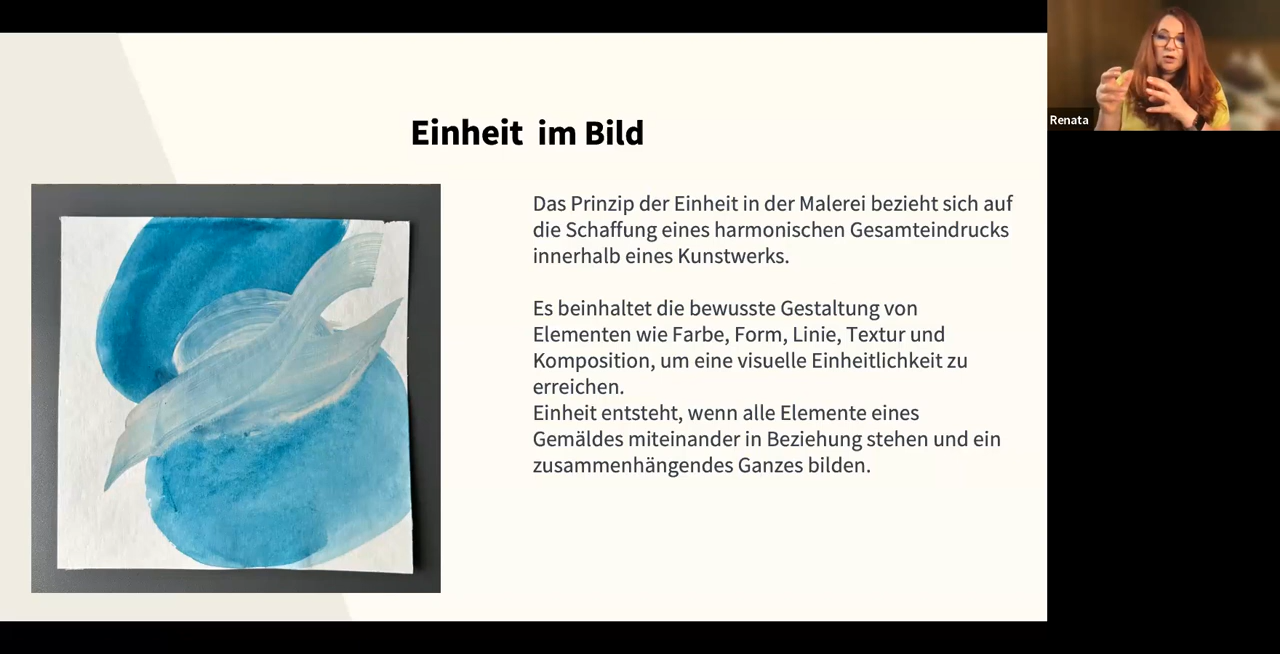 Einheit im Bild
Das Prinzip der Einheit in der Malerei bezieht sich auf
die Schaffung eines harmonischen Gesamteindrucks
innerhalb eines Kunstwerks.
Es beinhaltet die bewusste Gestaltung von
Elementen wie Farbe, Form, Linie, Textur und
Komposition, um eine visuelle Einheitlichkeit zu
erreichen.
Einheit entsteht, wenn alle Elemente eines
Gemäldes miteinander in Beziehung stehen und ein
zusammenhängendes Ganzes bilden.
Renata